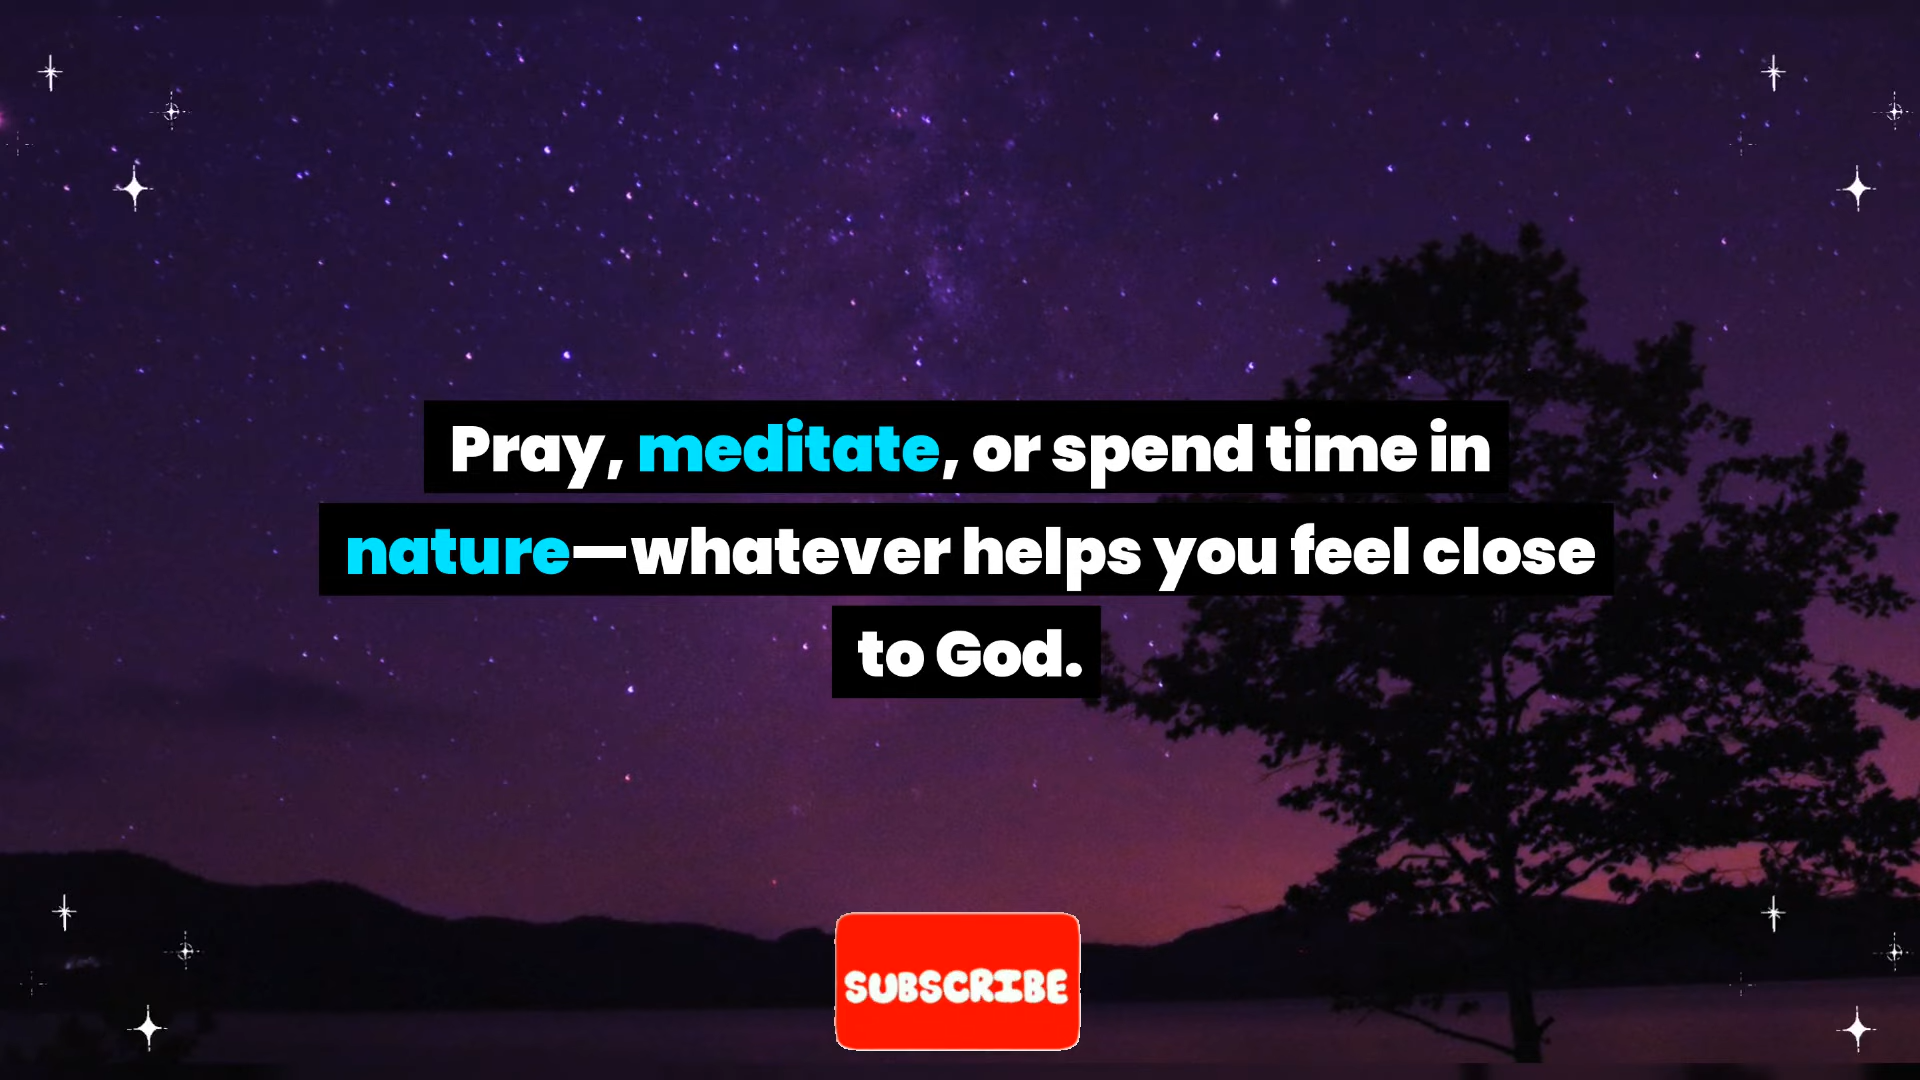 Pray, meditate, or spend time in
nature—whatever helps you feel close
to God.
SUBSCRIBE